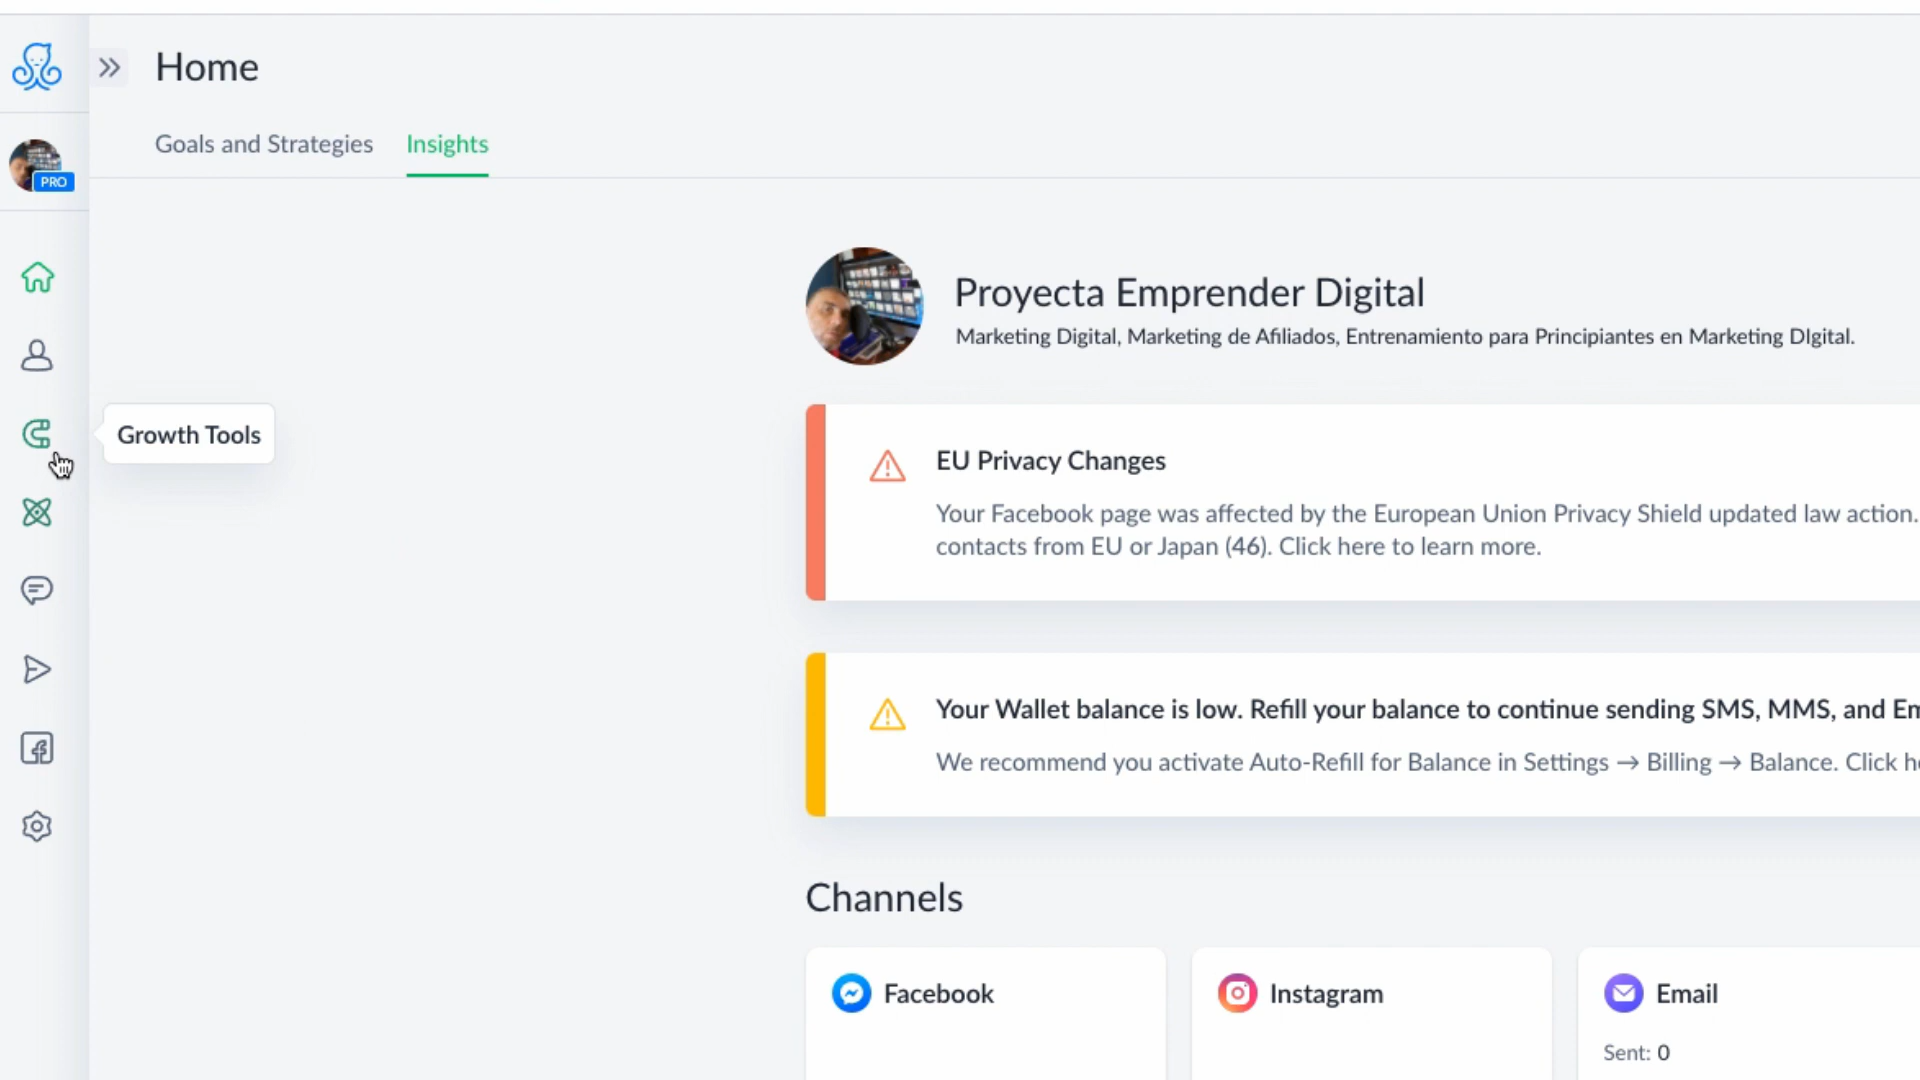 Home
Goals and Strategies Insights
PRO
Proyecta Emprender Digital
Marketing Digital, Marketing de Afiliados, Entrenamiento para Principiantes en Marketing DIgital.
Growth Tools
EU Privacy Changes
Your Facebook page was affected by the European Union Privacy Shield updated law action.
contacts from EU or Japan (46). Click here to learn more.
Your Wallet balance is low. Refill your balance to continue sending SMS, MMS, and
We recommend you activate Auto-Refill for Balance in Settings → Billing → Balance. Click
Channels
Facebook
Instagram
Email
Sent: 0